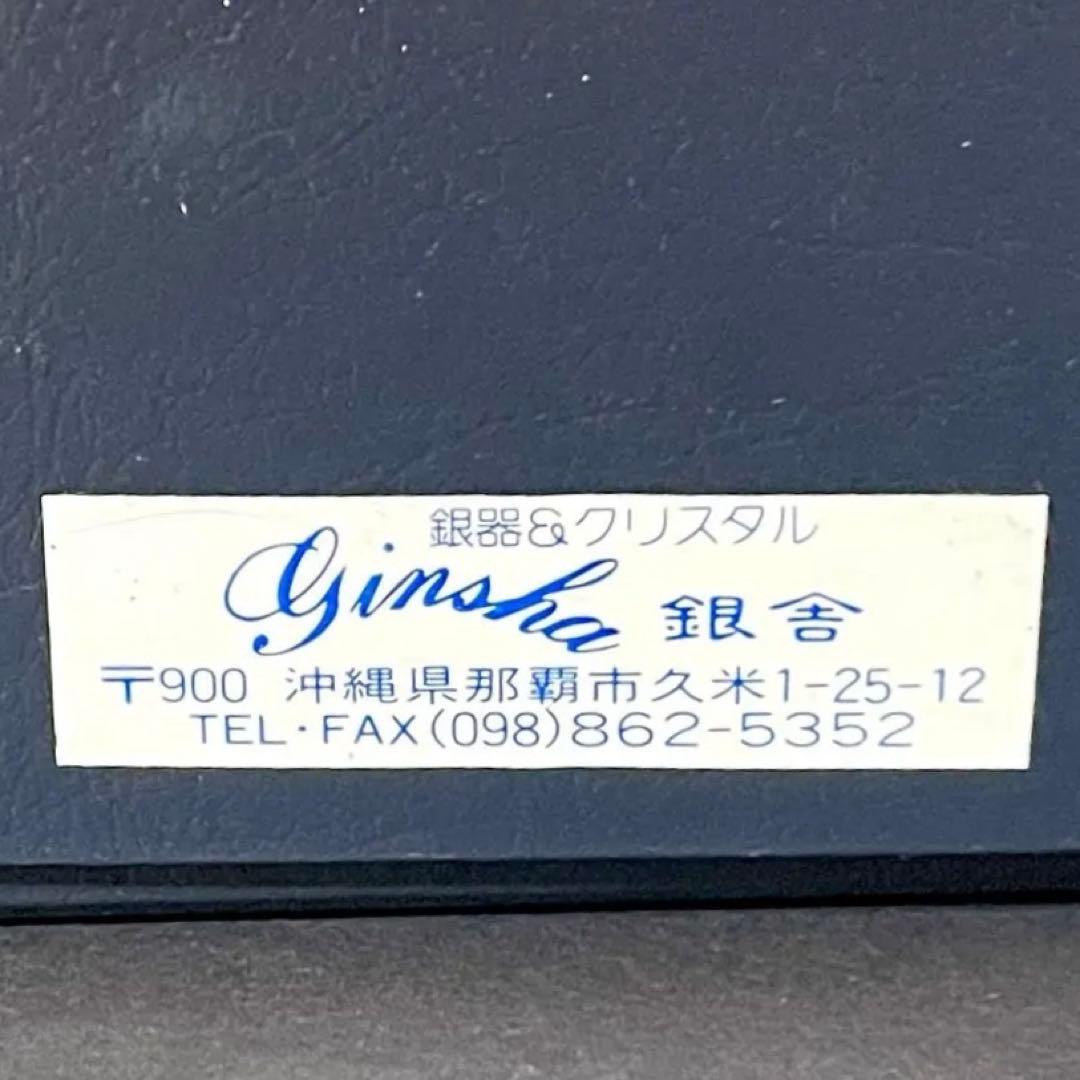 銀器&クリスタル
Ginsha 銀舎
〒900 沖縄県那覇市久米1-25-12
TEL・FAX(098)862-5352